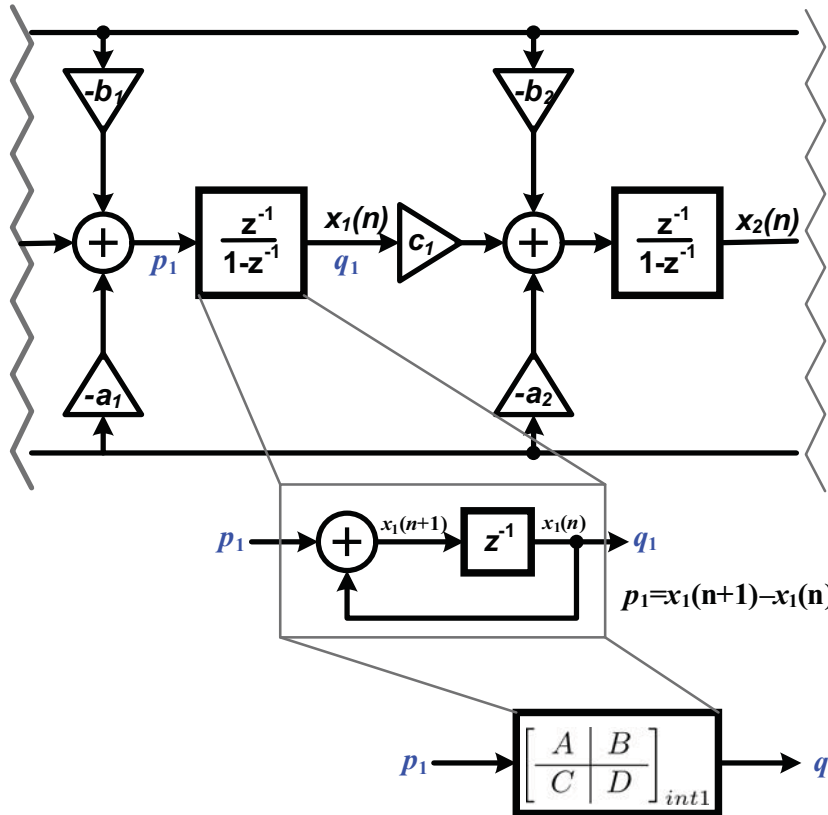 -b₁ -b₂
+ p₁ z⁻¹ / 1-z⁻¹ x₁(n) q₁ c₁ + z⁻¹ / 1-z⁻¹ x₂(n)
-a₁ -a₂
p₁ + x₁(n+1) z⁻¹ x₁(n) q₁
p₁=x₁(n+1)–x₁(n)
p₁ [A | B
C | D] int1 q